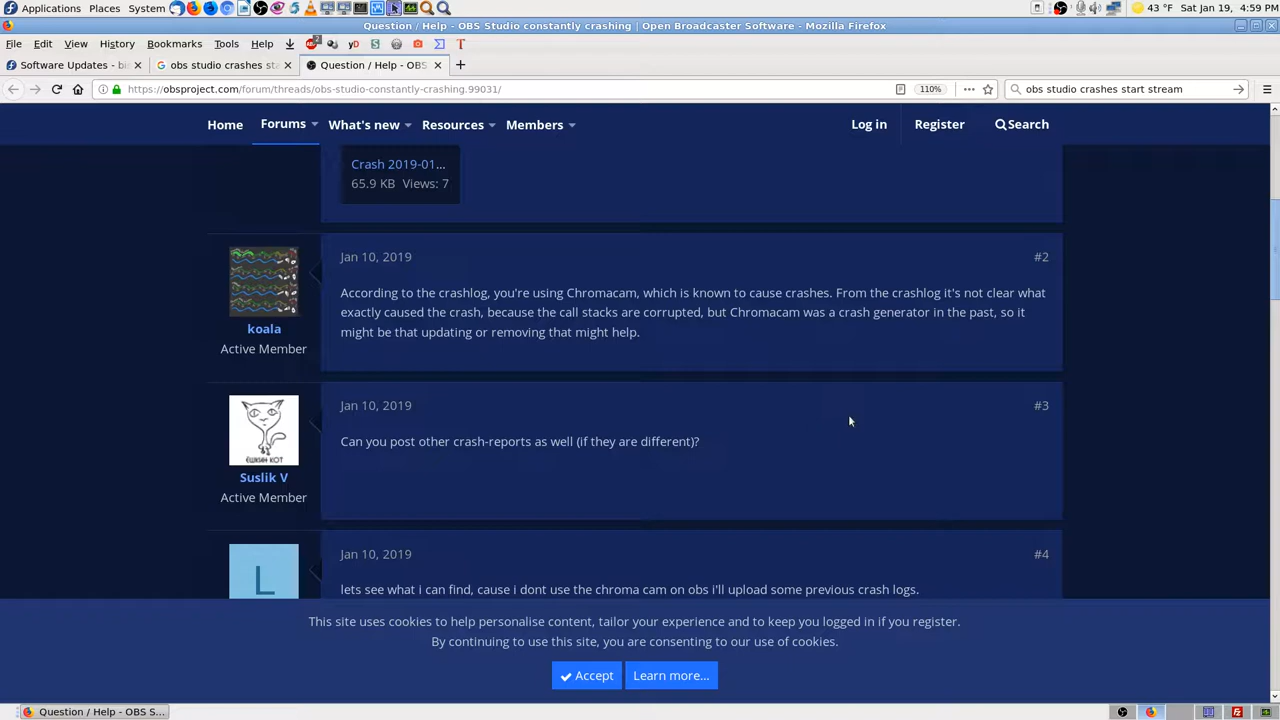 Applications Places System 43 °F Sat Jan 19, 4:59 PM
Question / Help - OBS Studio constantly crashing | Open Broadcaster Software - Mozilla Firefox
File Edit View History Bookmarks Tools Help 2 yD S T
Software Updates - bi obs studio crashes sta Question / Help - OBS
https://obsproject.com/forum/threads/obs-studio-constantly-crashing.99031/ 110% obs studio crashes start stream
Home Forums What's new Resources Members Log in Register Search
Crash 2019-01...
65.9 KB Views: 7
Jan 10, 2019 #2
According to the crashlog, you're using Chromacam, which is known to cause crashes. From the crashlog it's not clear what
exactly caused the crash, because the call stacks are corrupted, but Chromacam was a crash generator in the past, so it
might be that updating or removing that might help.
koala
Active Member
Jan 10, 2019 #3
Can you post other crash-reports as well (if they are different)?
Suslik V
Active Member
Jan 10, 2019 #4
L
lets see what i can find, cause i dont use the chroma cam on obs i'll upload some previous crash logs.
This site uses cookies to help personalise content, tailor your experience and to keep you logged in if you register.
By continuing to use this site, you are consenting to our use of cookies.
Accept Learn more...
Question / Help - OBS S...